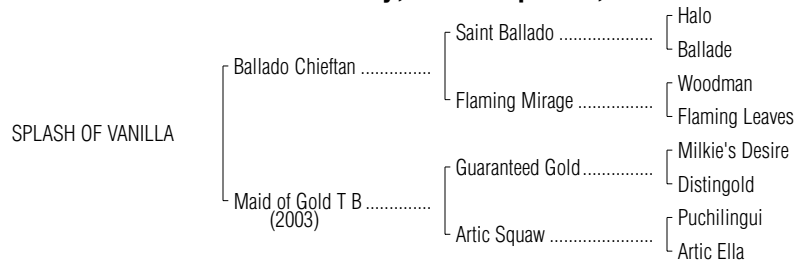 Halo
Saint Ballado ....................
Ballade
Ballado Chieftan ...............
Woodman
Flaming Mirage ................
Flaming Leaves
SPLASH OF VANILLA
Milkie's Desire
Guaranteed Gold...............
Distingold
Maid of Gold T B ..............
(2003)
Puchilingui
Artic Squaw ......................
Artic Ella